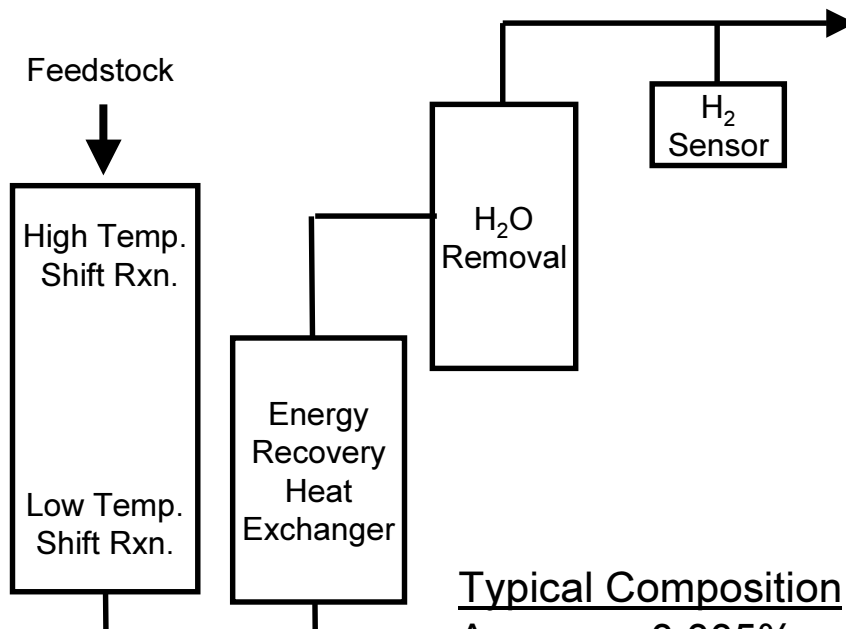 Feedstock
High Temp.
Shift Rxn.
Low Temp.
Shift Rxn.
Energy
Recovery
Heat
Exchanger
H₂O
Removal
H₂
Sensor
Typical Composition